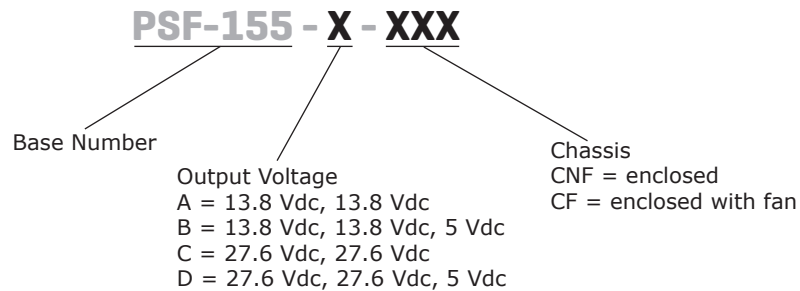 PSF-155 - X - XXX
Base Number
Output Voltage
A = 13.8 Vdc, 13.8 Vdc
B = 13.8 Vdc, 13.8 Vdc, 5 Vdc
C = 27.6 Vdc, 27.6 Vdc
D = 27.6 Vdc, 27.6 Vdc, 5 Vdc
Chassis
CNF = enclosed
CF = enclosed with fan